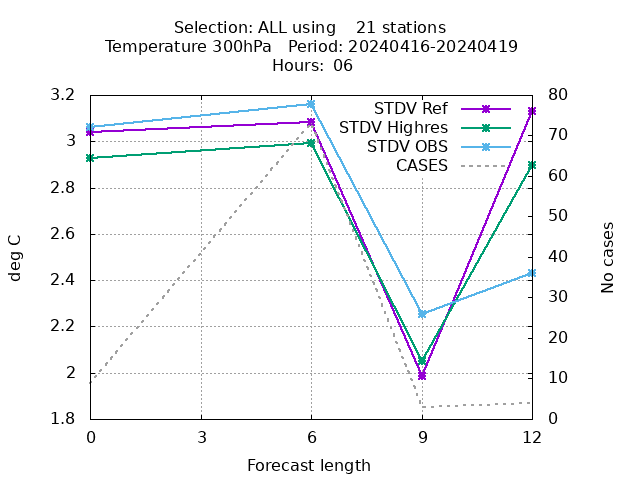 Selection: ALL using    21 stations
Temperature 300hPa   Period: 20240416-20240419
Hours:  06
3.2
3
2.8
2.6
2.4
2.2
2
1.8
deg C
STDV Ref
STDV Highres
STDV OBS
CASES
80
70
60
50
40
30
20
10
0
No cases
0 3 6 9 12
Forecast length